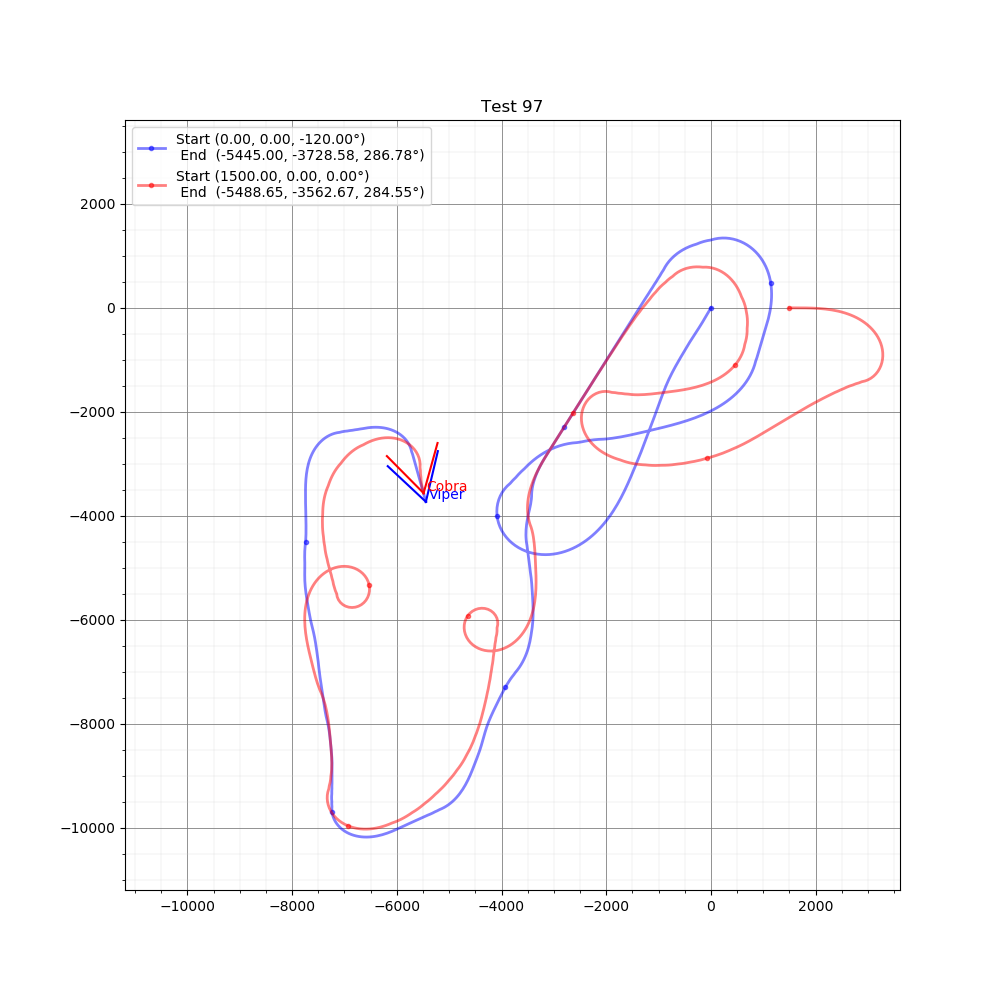 Test 97
Start (0.00, 0.00, -120.00°)
End (-5445.00, -3728.58, 286.78°)
Start (1500.00, 0.00, 0.00°)
End (-5488.65, -3562.67, 284.55°)
2000
0
−2000
−4000
−6000
−8000
−10000
Cobra
Viper
−10000 −8000 −6000 −4000 −2000 0 2000